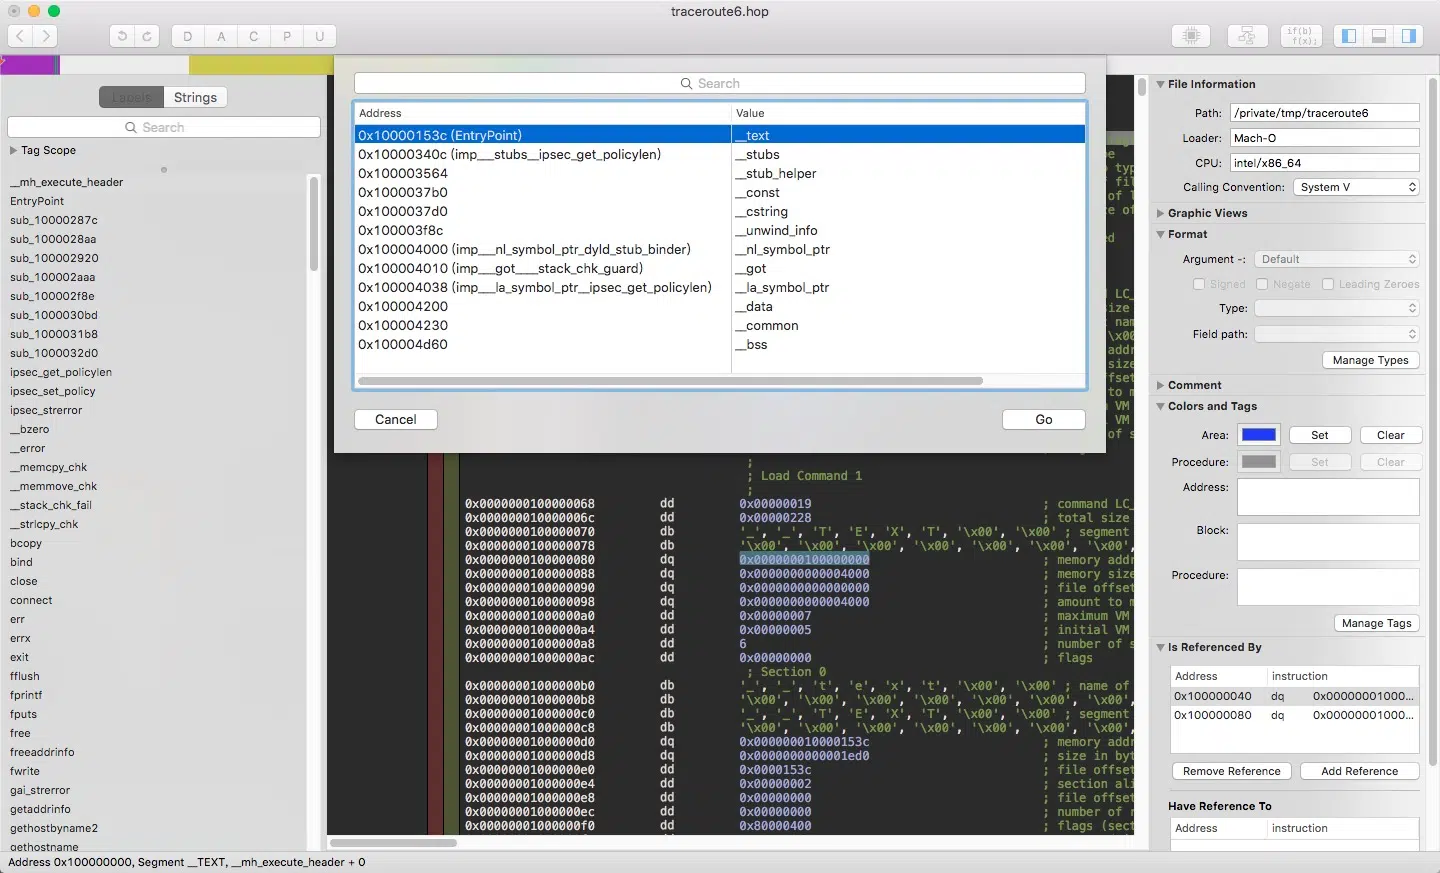 traceroute6.hop
D A C P U
if(b)
f(x);
Labels Strings
Search
Tag Scope
__mh_execute_header
EntryPoint
sub_10000287c
sub_1000028aa
sub_100002920
sub_100002aaa
sub_100002f8e
sub_1000030bd
sub_1000031b8
sub_1000032d0
ipsec_get_policylen
ipsec_set_policy
ipsec_strerror
__bzero
__error
__memcpy_chk
__memmove_chk
__stack_chk_fail
__strlcpy_chk
bcopy
bind
close
connect
err
errx
exit
fflush
fprintf
fputs
free
freeaddrinfo
fwrite
gai_strerror
getaddrinfo
gethostbyname2
gethostname
Search
Address Value
0x10000153c (EntryPoint) __text
0x10000340c (imp___stubs__ipsec_get_policylen) __stubs
0x100003564 __stub_helper
0x1000037b0 __const
0x1000037d0 __cstring
0x100003f8c __unwind_info
0x100004000 (imp___nl_symbol_ptr_dyld_stub_binder) __nl_symbol_ptr
0x100004010 (imp___got____stack_chk_guard) __got
0x100004038 (imp___la_symbol_ptr__ipsec_get_policylen) __la_symbol_ptr
0x100004200 __data
0x100004230 __common
0x100004d60 __bss
Cancel Go
;
; Load Command 1
;
0x0000000100000068 dd 0x00000019 ; command LC_
0x000000010000006c dd 0x00000228 ; total size
0x0000000100000070 db '_', '_', 'T', 'E', 'X', 'T', '\x00', '\x00' ; segment
0x0000000100000078 db '\x00', '\x00', '\x00', '\x00', '\x00', '\x00', '\x00',
0x0000000100000080 dq 0x0000000100000000 ; memory addr
0x0000000100000088 dq 0x0000000000004000 ; memory size
0x0000000100000090 dq 0x0000000000000000 ; file offset
0x0000000100000098 dq 0x0000000000004000 ; amount to m
0x00000001000000a0 dd 0x00000007 ; maximum VM
0x00000001000000a4 dd 0x00000005 ; initial VM
0x00000001000000a8 dd 6 ; number of s
0x00000001000000ac dd 0x00000000 ; flags
; Section 0
0x00000001000000b0 db '_', '_', 't', 'e', 'x', 't', '\x00', '\x00' ; name of
0x00000001000000b8 db '\x00', '\x00', '\x00', '\x00', '\x00', '\x00', '\x00',
0x00000001000000c0 db '_', '_', 'T', 'E', 'X', 'T', '\x00', '\x00' ; segment
0x00000001000000c8 db '\x00', '\x00', '\x00', '\x00', '\x00', '\x00', '\x00',
0x00000001000000d0 dq 0x000000010000153c ; memory addr
0x00000001000000d8 dq 0x0000000000001ed0 ; size in byt
0x00000001000000e0 dd 0x0000153c ; file offset
0x00000001000000e4 dd 0x00000002 ; section ali
0x00000001000000e8 dd 0x00000000 ; file offset
0x00000001000000ec dd 0x00000000 ; number of r
0x00000001000000f0 dd 0x80000400 ; flags (sect
File Information
Path: /private/tmp/traceroute6
Loader: Mach-O
CPU: intel/x86_64
Calling Convention: System V
Graphic Views
Format
Argument -: Default
Signed Negate Leading Zeroes
Type:
Field path:
Manage Types
Comment
Colors and Tags
Area: Set Clear
Procedure: Set Clear
Address:
Block:
Procedure:
Manage Tags
Is Referenced By
Address instruction
0x100000040 dq 0x00000001000...
0x100000080 dq 0x00000001000...
Remove Reference Add Reference
Have Reference To
Address instruction
Address 0x100000000, Segment __TEXT, __mh_execute_header + 0